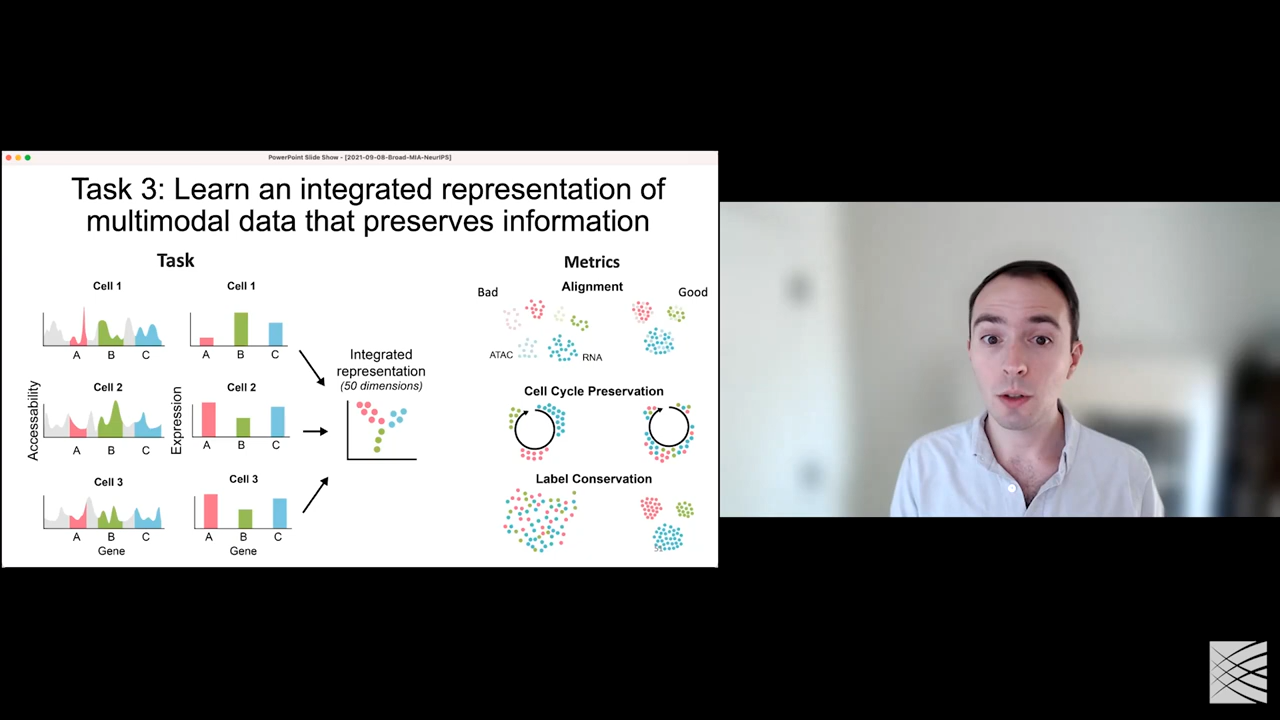 PowerPoint Slide Show - [2021-09-08-Broad-MIA-NeurIPS]
Task 3: Learn an integrated representation of
multimodal data that preserves information
Task
Cell 1
Cell 1
A B C
A B C
Accessability
Cell 2
Expression
Cell 2
A B C
A B C
Cell 3
Cell 3
A B C
Gene
A B C
Gene
Integrated
representation
(50 dimensions)
Metrics
Alignment
Bad
Good
ATAC
RNA
Cell Cycle Preservation
Label Conservation